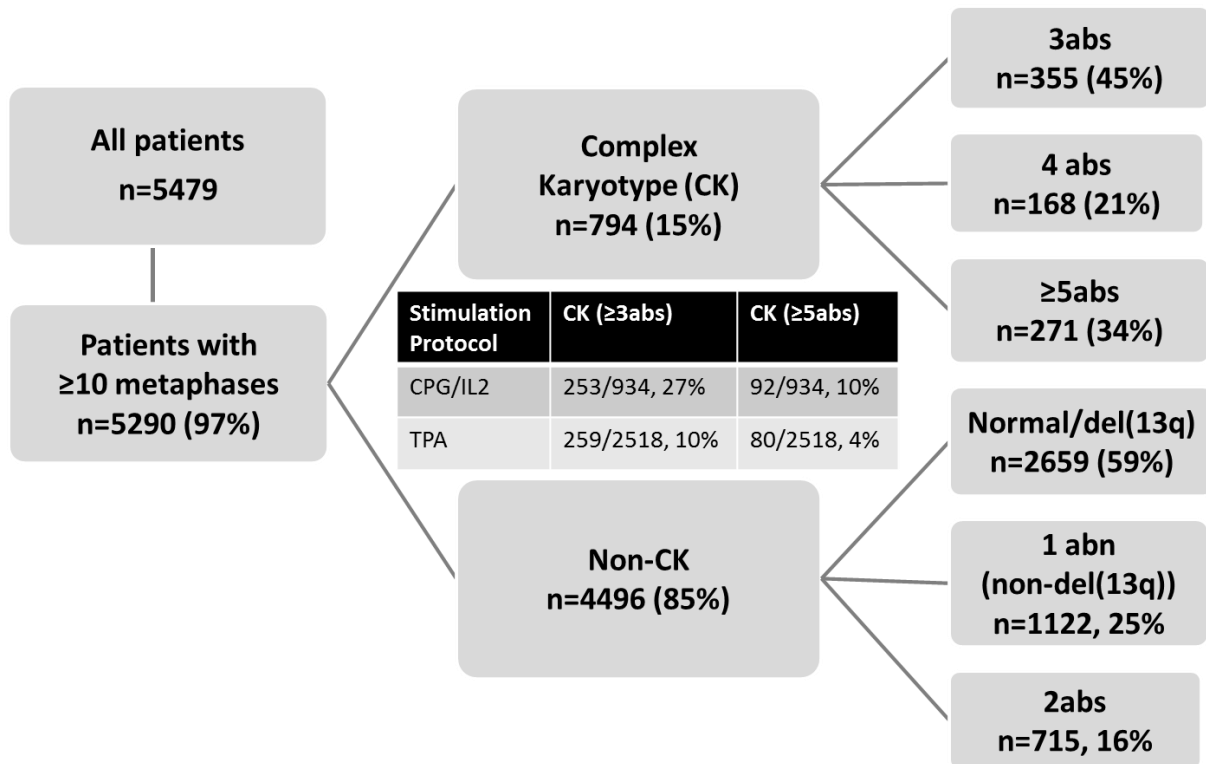 All patients
n=5479
Patients with
≥10 metaphases
n=5290 (97%)
Complex
Karyotype (CK)
n=794 (15%)
Stimulation Protocol | CK (≥3abs) | CK (≥5abs)
CPG/IL2 | 253/934, 27% | 92/934, 10%
TPA | 259/2518, 10% | 80/2518, 4%
Non-CK
n=4496 (85%)
3abs
n=355 (45%)
4 abs
n=168 (21%)
≥5abs
n=271 (34%)
Normal/del(13q)
n=2659 (59%)
1 abn
(non-del(13q))
n=1122, 25%
2abs
n=715, 16%